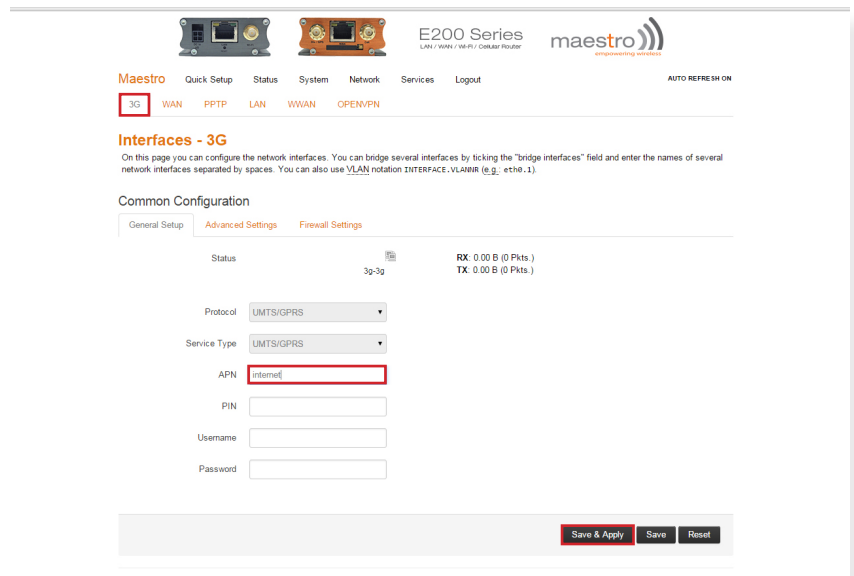 E200 Series
LAN / WAN / WI-FI / Cellular Router
maestro
empowering wireless
Maestro Quick Setup Status System Network Services Logout AUTO REFRESH ON
3G WAN PPTP LAN WWAN OPENVPN
Interfaces - 3G
On this page you can configure the network interfaces. You can bridge several interfaces by ticking the "bridge interfaces" field and enter the names of several
network interfaces separated by spaces. You can also use VLAN notation INTERFACE.VLANNR (e.g.: eth0.1).
Common Configuration
General Setup Advanced Settings Firewall Settings
Status
3g-3g
RX: 0.00 B (0 Pkts.)
TX: 0.00 B (0 Pkts.)
Protocol UMTS/GPRS
Service Type UMTS/GPRS
APN internet
PIN
Username
Password
Save & Apply Save Reset